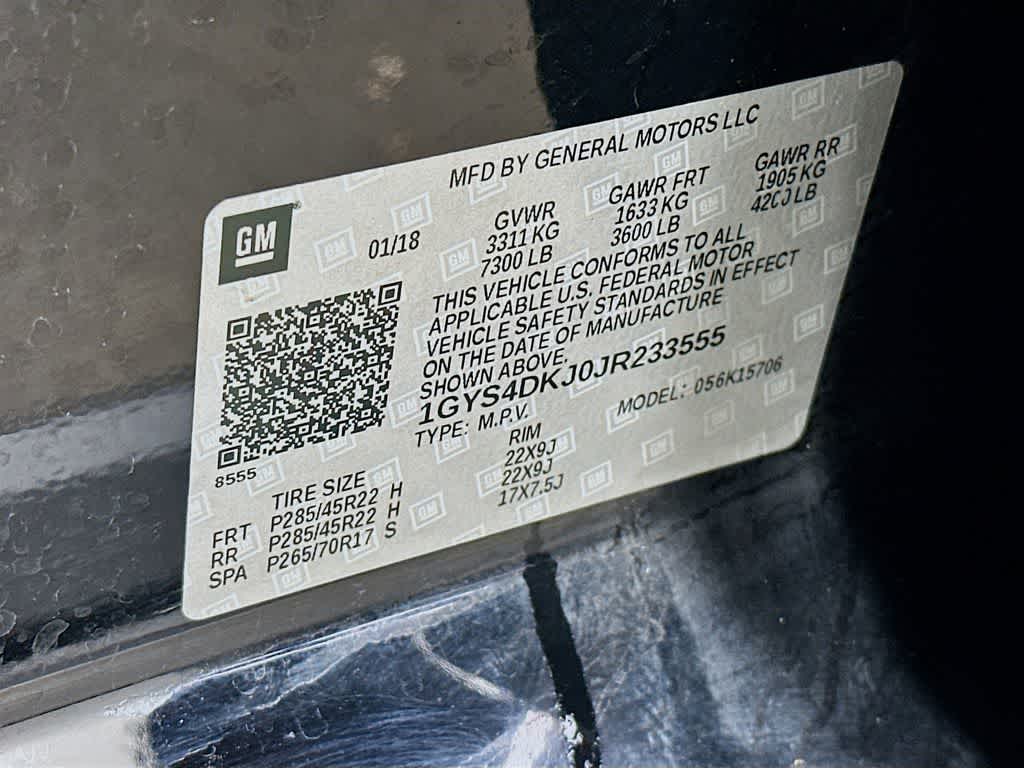 MFD BY GENERAL MOTORS LLC
GM
01/18
GVWR GAWR FRT GAWR RR
3311 KG 1633 KG 1905 KG
7300 LB 3600 LB 4200 LB
THIS VEHICLE CONFORMS TO ALL
APPLICABLE U.S. FEDERAL MOTOR
VEHICLE SAFETY STANDARDS IN EFFECT
ON THE DATE OF MANUFACTURE
SHOWN ABOVE.
1GYS4DKJ0JR233555
TYPE: M.P.V. MODEL: 056K15706
8555
TIRE SIZE RIM
FRT P285/45R22 H 22X9J
RR P285/45R22 H 22X9J
SPA P265/70R17 S 17X7.5J